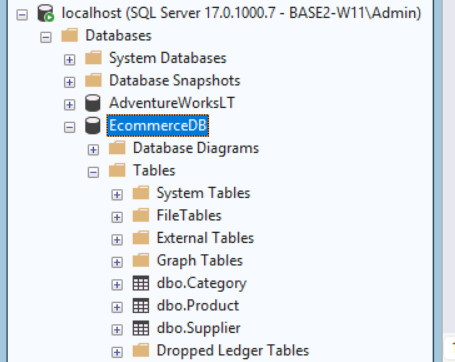 localhost (SQL Server 17.0.1000.7 - BASE2-W11\Admin)
Databases
System Databases
Database Snapshots
AdventureWorksLT
EcommerceDB
Database Diagrams
Tables
System Tables
FileTables
External Tables
Graph Tables
dbo.Category
dbo.Product
dbo.Supplier
Dropped Ledger Tables